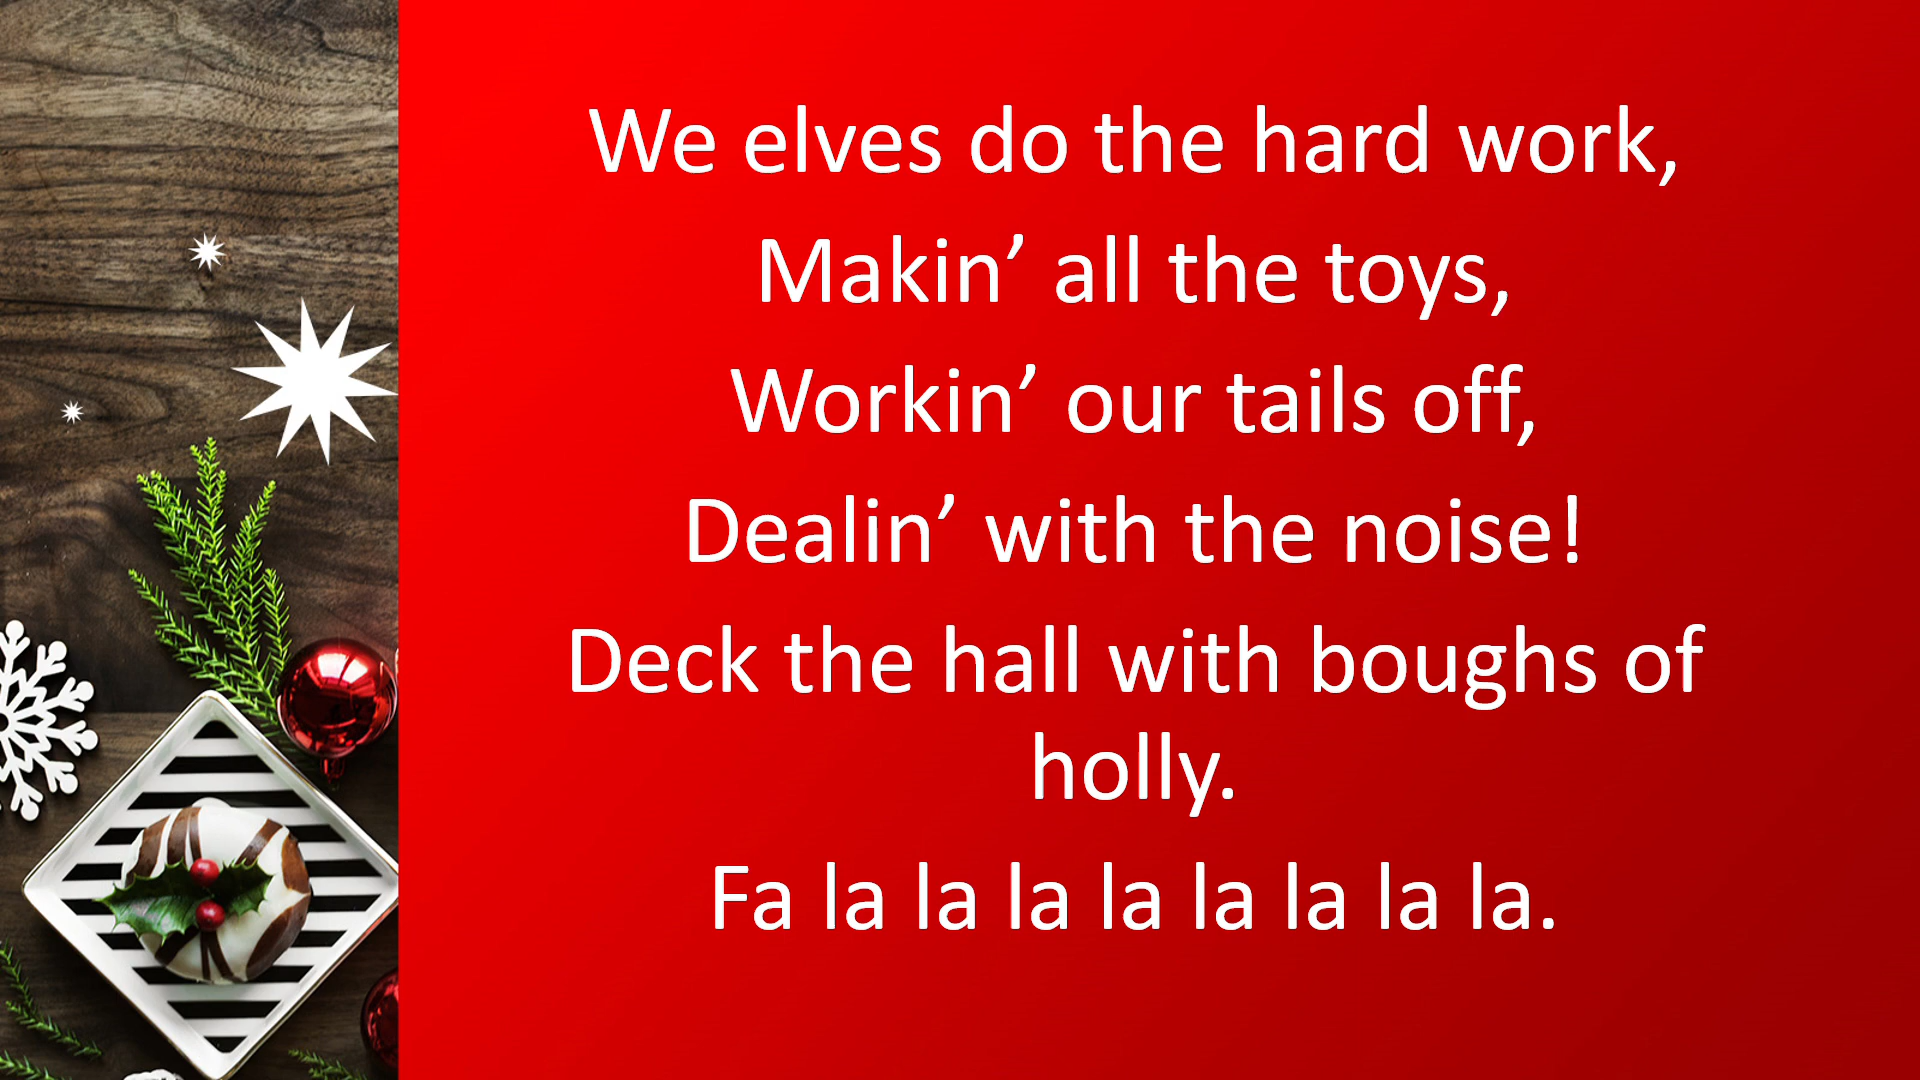 We elves do the hard work,
Makin’ all the toys,
Workin’ our tails off,
Dealin’ with the noise!
Deck the hall with boughs of
holly.
Fa la la la la la la la la.